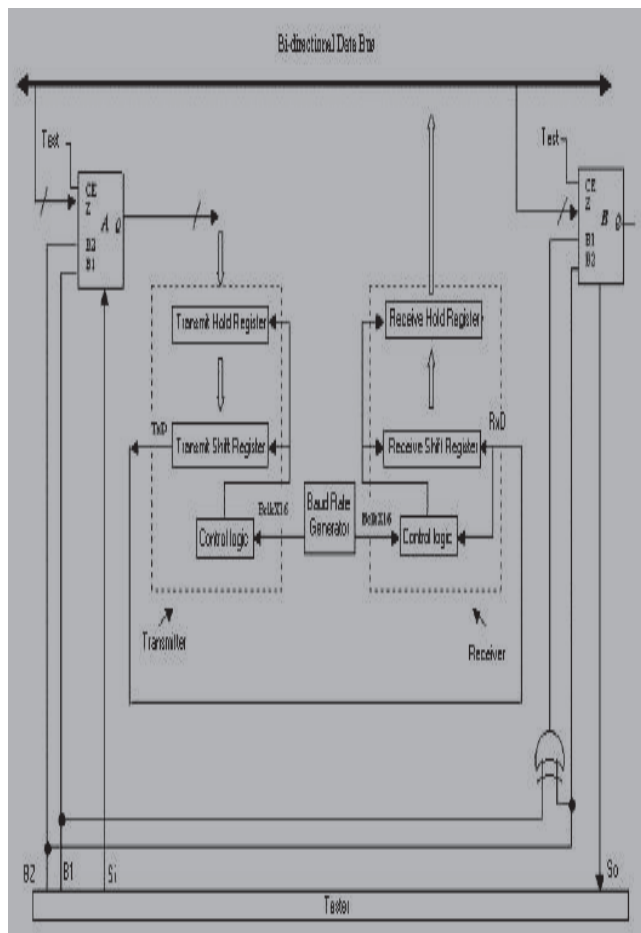 Bi-directional Data Bus
Test
CE
Z
A Q
B2
B1
Test
CE
Z
B Q
B1
B2
Transmit Hold Register
Receive Hold Register
TxD
Transmit Shift Register
RxD
Receive Shift Register
BclkX16
Baud Rate
Generator
BclkX16
Control logic
Control logic
Transmitter
Receiver
B2
B1
Si
So
Tester